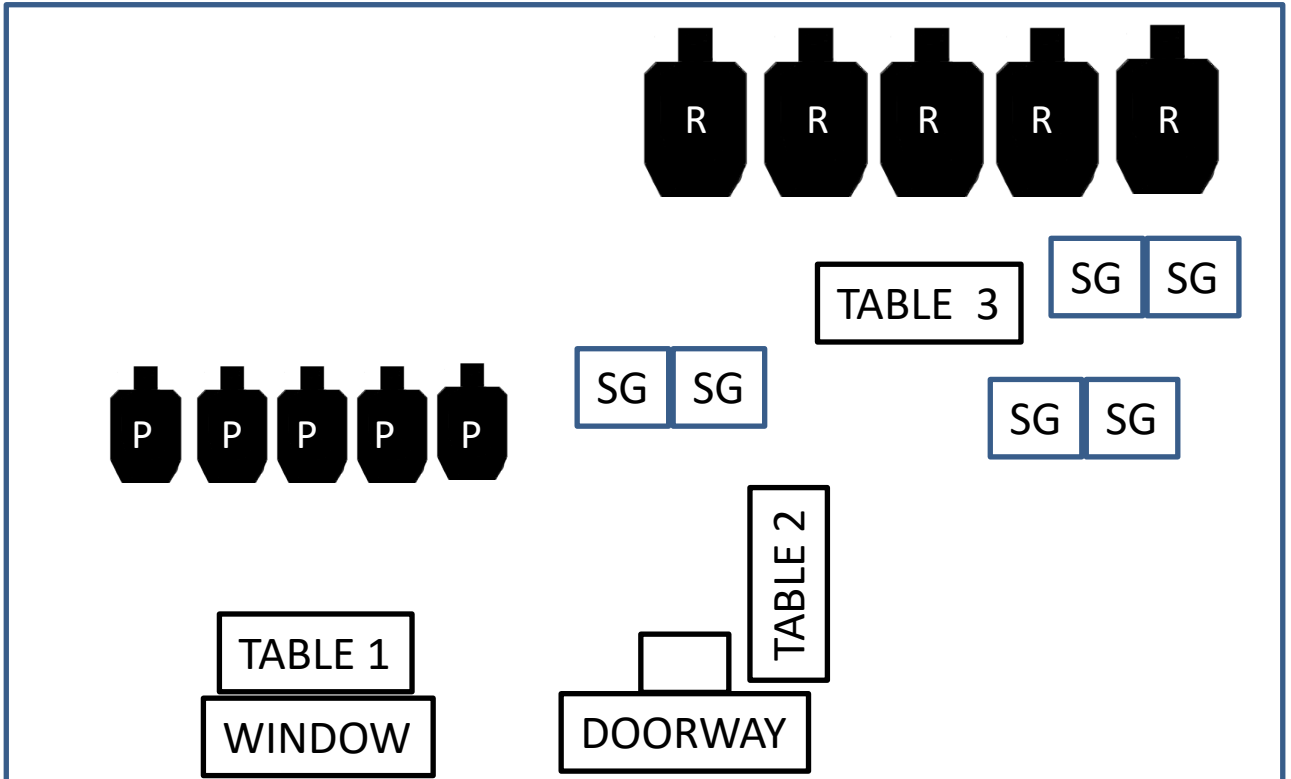 R R R R R
SG SG
TABLE  3
SG SG
SG SG
P P P P P
TABLE 2
TABLE 1
WINDOW
DOORWAY